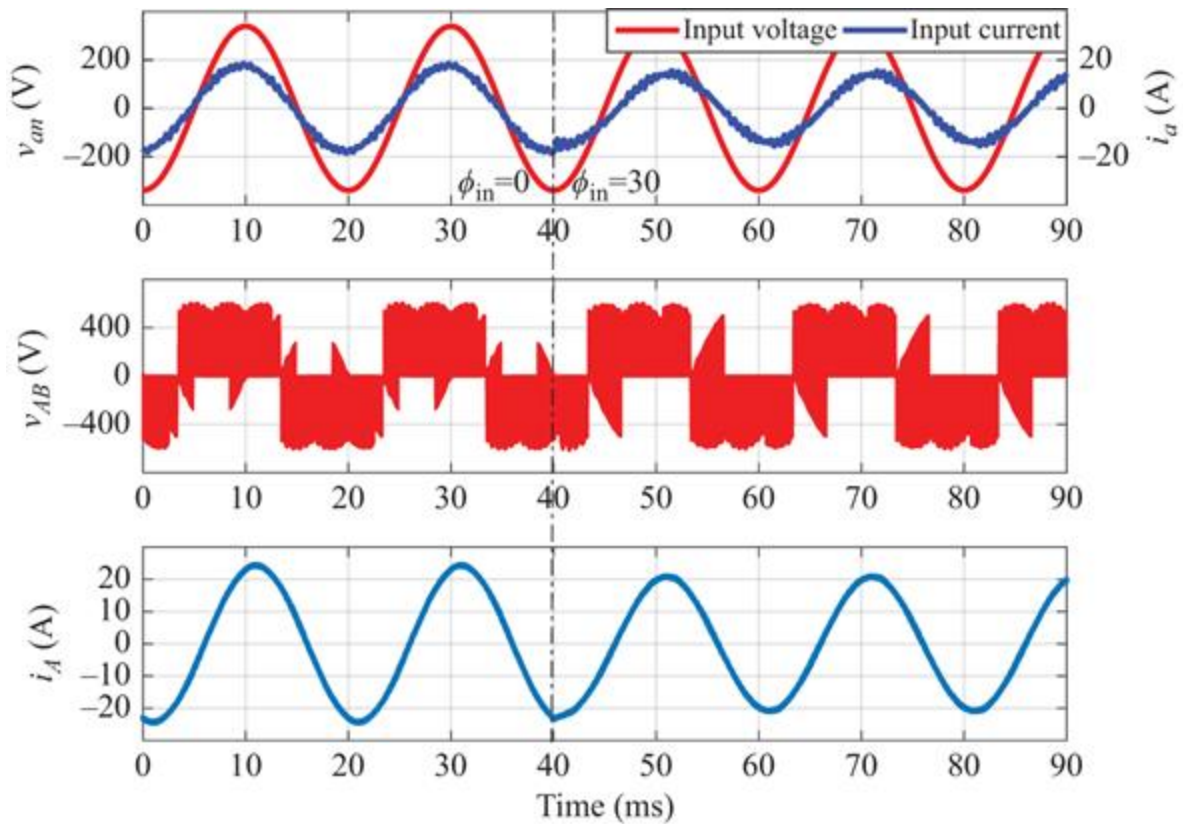 Input voltage Input current
200
0
−200
v_an (V)
20
0
−20
i_a (A)
ϕ_in=0 ϕ_in=30
0 10 20 30 40 50 60 70 80 90
400
0
−400
v_AB (V)
0 10 20 30 40 50 60 70 80 90
20
10
0
−10
−20
i_A (A)
0 10 20 30 40 50 60 70 80 90
Time (ms)